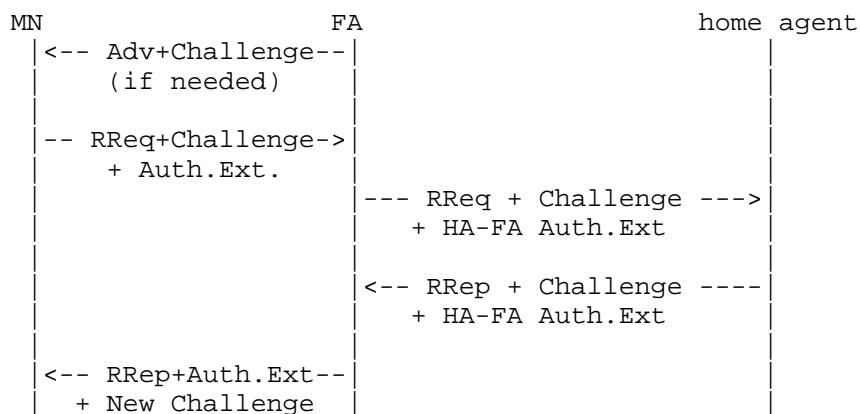 MN FA home agent
|<-- Adv+Challenge--| |
| (if needed) | |
| | |
|-- RReq+Challenge->| |
| + Auth.Ext. | |
| |--- RReq + Challenge --->|
| | + HA-FA Auth.Ext |
| | |
| |<-- RRep + Challenge ----|
| | + HA-FA Auth.Ext |
| | |
|<-- RRep+Auth.Ext--| |
| + New Challenge | |